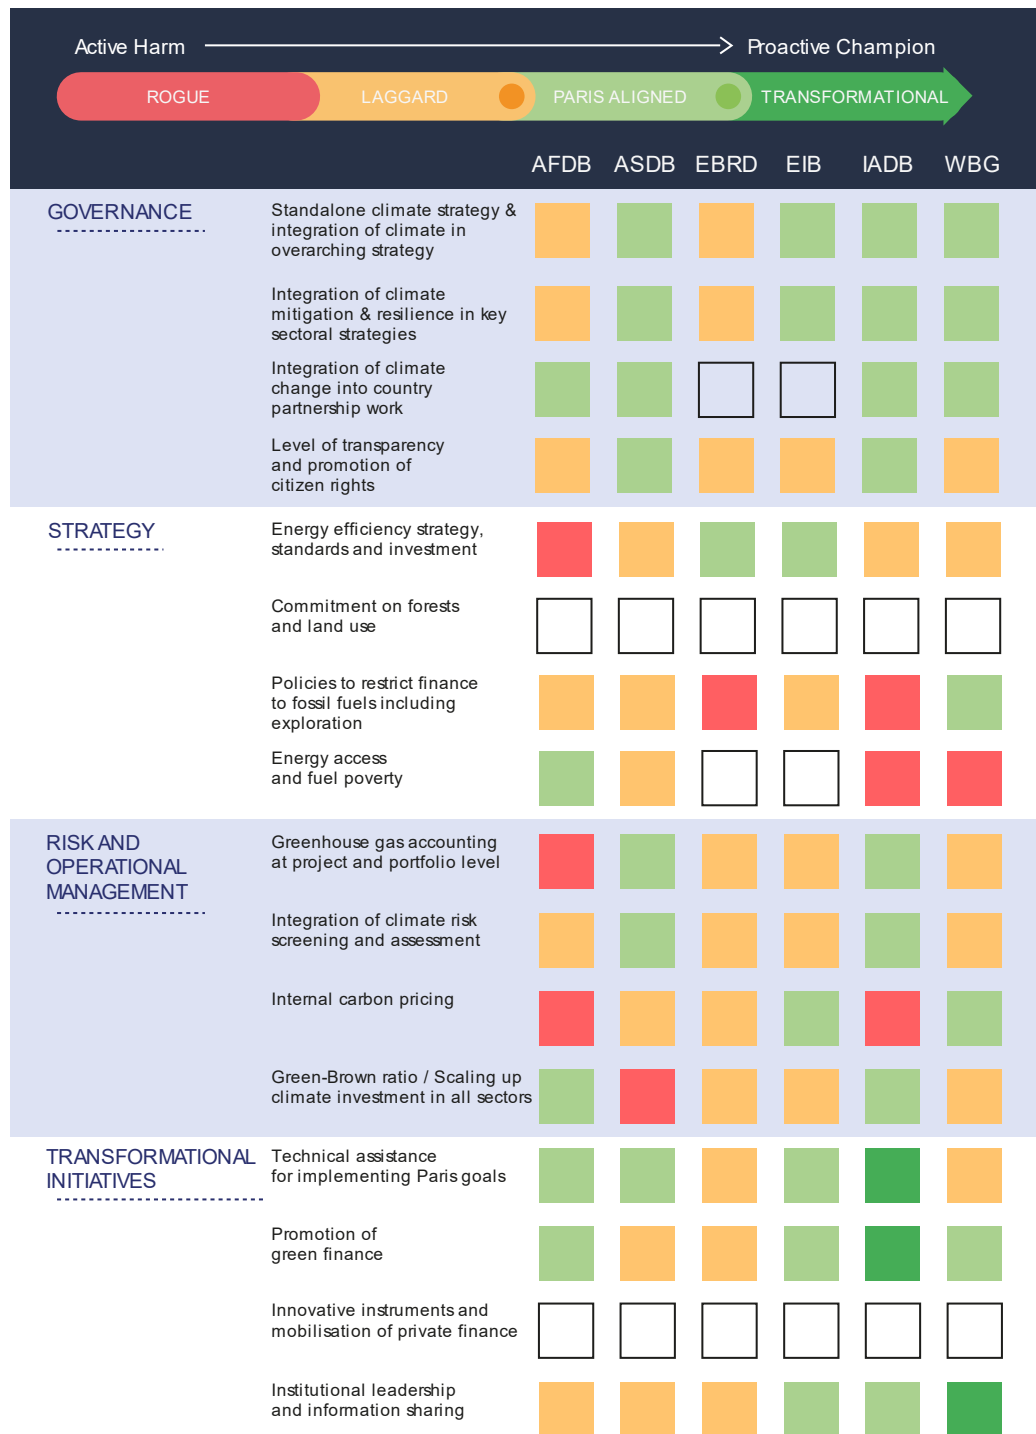 Active Harm
Proactive Champion
ROGUE
LAGGARD
PARIS ALIGNED
TRANSFORMATIONAL
AFDB ASDB EBRD EIB IADB WBG
GOVERNANCE
Standalone climate strategy &
integration of climate in
overarching strategy
Integration of climate
mitigation & resilience in key
sectoral strategies
Integration of climate
change into country
partnership work
Level of transparency
and promotion of
citizen rights
STRATEGY
Energy efficiency strategy,
standards and investment
Commitment on forests
and land use
Policies to restrict finance
to fossil fuels including
exploration
Energy access
and fuel poverty
RISK AND
OPERATIONAL
MANAGEMENT
Greenhouse gas accounting
at project and portfolio level
Integration of climate risk
screening and assessment
Internal carbon pricing
Green-Brown ratio / Scaling up
climate investment in all sectors
TRANSFORMATIONAL
INITIATIVES
Technical assistance
for implementing Paris goals
Promotion of
green finance
Innovative instruments and
mobilisation of private finance
Institutional leadership
and information sharing